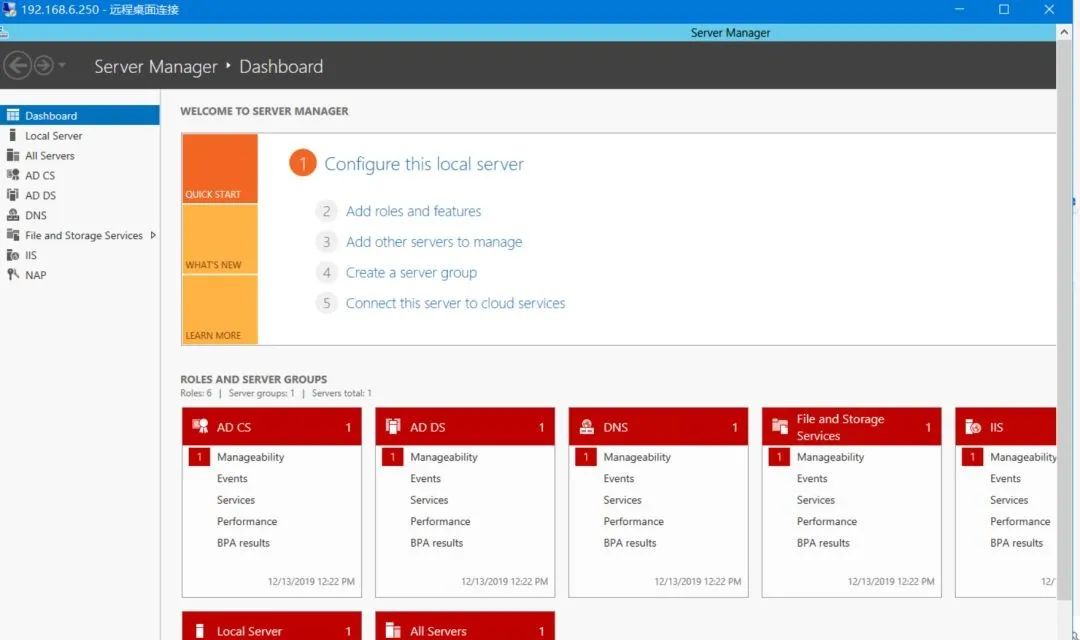 192.168.6.250 - 远程桌面连接
Server Manager
Server Manager ‣ Dashboard
Dashboard
Local Server
All Servers
AD CS
AD DS
DNS
File and Storage Services
IIS
NAP
WELCOME TO SERVER MANAGER
QUICK START
WHAT'S NEW
LEARN MORE
1 Configure this local server
2 Add roles and features
3 Add other servers to manage
4 Create a server group
5 Connect this server to cloud services
ROLES AND SERVER GROUPS
Roles: 6 | Server groups: 1 | Servers total: 1
AD CS 1
1 Manageability
Events
Services
Performance
BPA results
12/13/2019 12:22 PM
AD DS 1
1 Manageability
Events
Services
Performance
BPA results
12/13/2019 12:22 PM
DNS 1
1 Manageability
Events
Services
Performance
BPA results
12/13/2019 12:22 PM
File and Storage
Services 1
1 Manageability
Events
Services
Performance
BPA results
12/13/2019 12:22 PM
IIS
1 Manageability
Events
Services
Performance
BPA results
12/
Local Server 1
All Servers 1